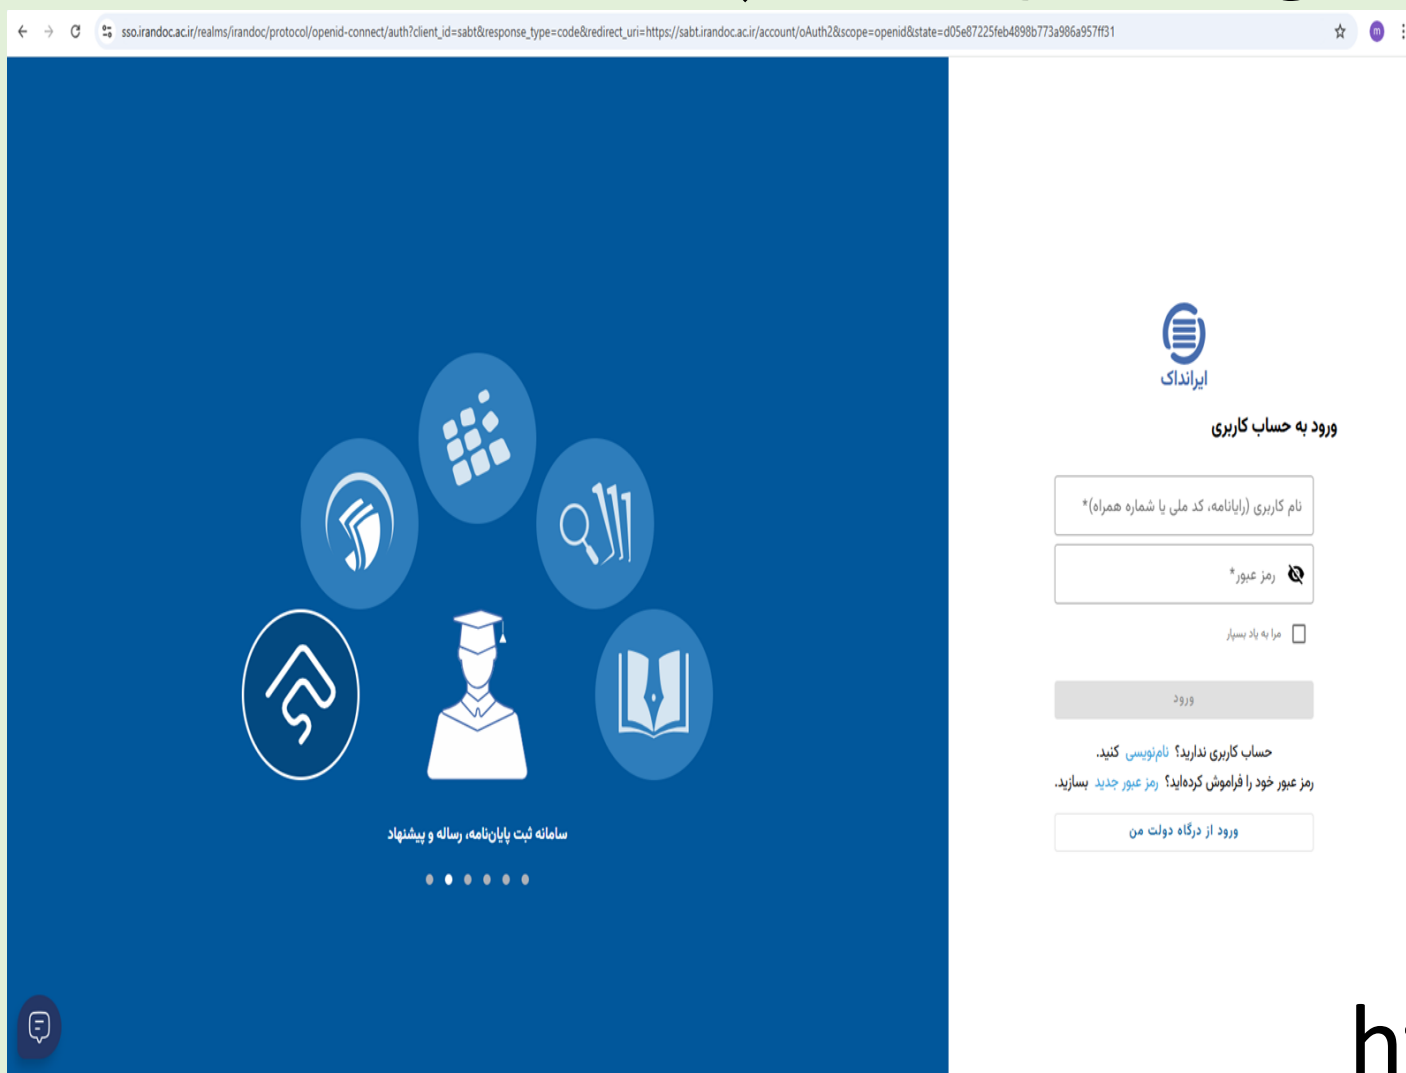 sso.irandoc.ac.ir/realms/irandoc/protocol/openid-connect/auth?client_id=sabt&response_type=code&redirect_uri=https://sabt.irandoc.ac.ir/account/oAuth2&scope=openid&state=d05e87225feb4898b773a986a957ff31
m
ایرانداک
ورود به حساب کاربری
نام کاربری (رایانامه، کد ملی یا شماره همراه)*
رمز عبور*
مرا به یاد بسپار
ورود
حساب کاربری ندارید؟ نام‌نویسی کنید.
رمز عبور خود را فراموش کرده‌اید؟ رمز عبور جدید بسازید.
ورود از درگاه دولت من
سامانه ثبت پایان‌نامه، رساله و پیشنهاد